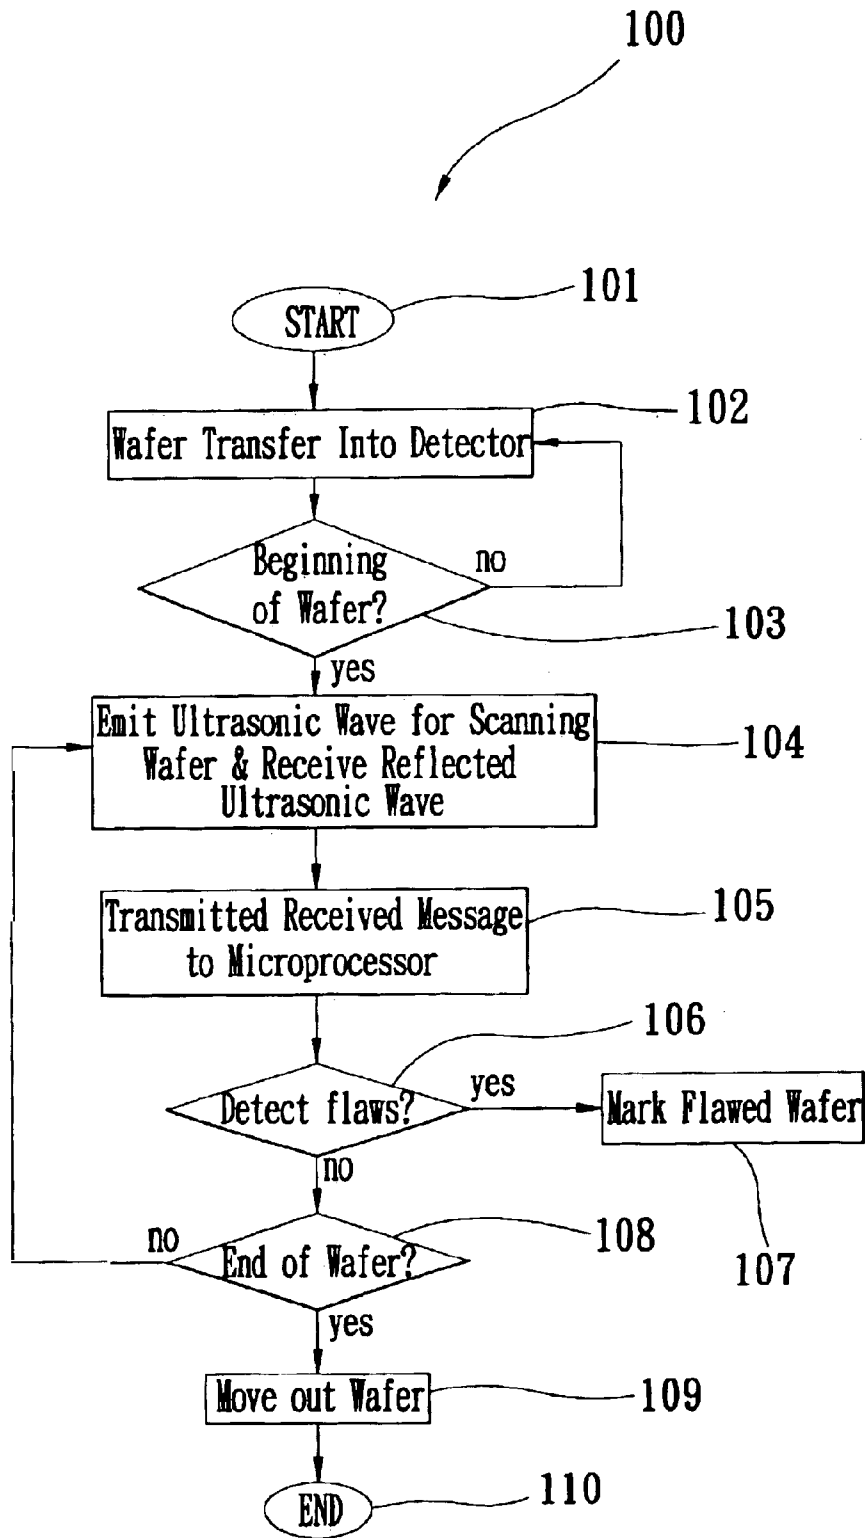 100
START
101
Wafer Transfer Into Detector
102
Beginning
of Wafer?
no
103
yes
Emit Ultrasonic Wave for Scanning
Wafer & Receive Reflected
Ultrasonic Wave
104
Transmitted Received Message
to Microprocessor
105
106
Detect flaws?
yes
Mark Flawed Wafer
107
no
End of Wafer?
no
108
yes
Move out Wafer
109
END
110